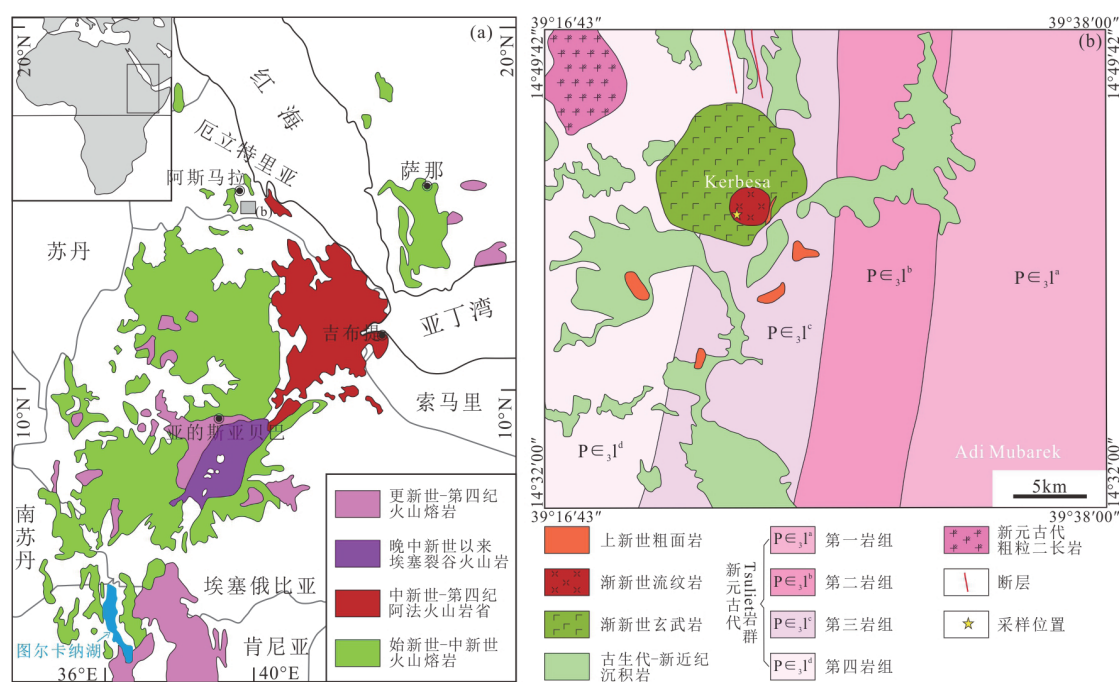 20°N
20°N
(a)
红海
厄立特里亚
阿斯马拉
(b)
萨那
苏丹
亚丁湾
吉布提
10°N
索马里
10°N
亚的斯亚贝巴
南苏丹
埃塞俄比亚
图尔卡纳湖
肯尼亚
36°E
40°E
更新世-第四纪
火山熔岩
晚中新世以来
埃塞裂谷火山岩
中新世-第四纪
阿法火山岩省
始新世-中新世
火山熔岩
39°16′43″
39°38′00″
14°49′42″
14°49′42″
(b)
Kerbesa
P∈₃lᵇ
P∈₃lᵃ
P∈₃lᶜ
P∈₃lᵈ
Adi Mubarek
5km
14°32′00″
14°32′00″
39°16′43″
39°38′00″
上新世粗面岩
渐新世流纹岩
渐新世玄武岩
古生代-新近纪
沉积岩
新元古代
Tsuliet岩群
P∈₃lᵃ 第一岩组
P∈₃lᵇ 第二岩组
P∈₃lᶜ 第三岩组
P∈₃lᵈ 第四岩组
新元古代
粗粒二长岩
断层
采样位置